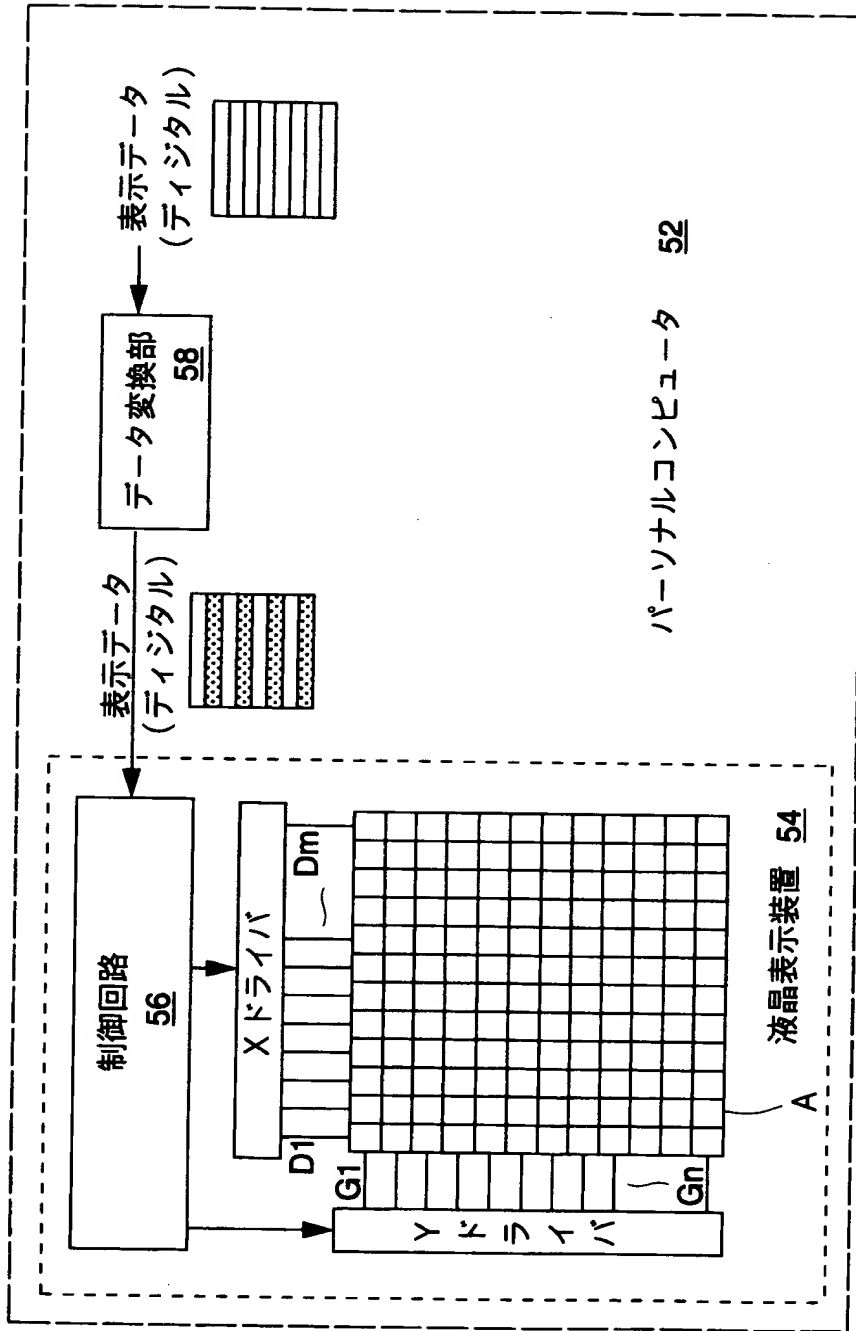 制御回路
56
Xドライバ
D1
Dm
G1
Gn
Yドライバ
A
液晶表示装置 54
表示データ
(ディジタル)
データ変換部
58
表示データ
(ディジタル)
パーソナルコンピュータ 52